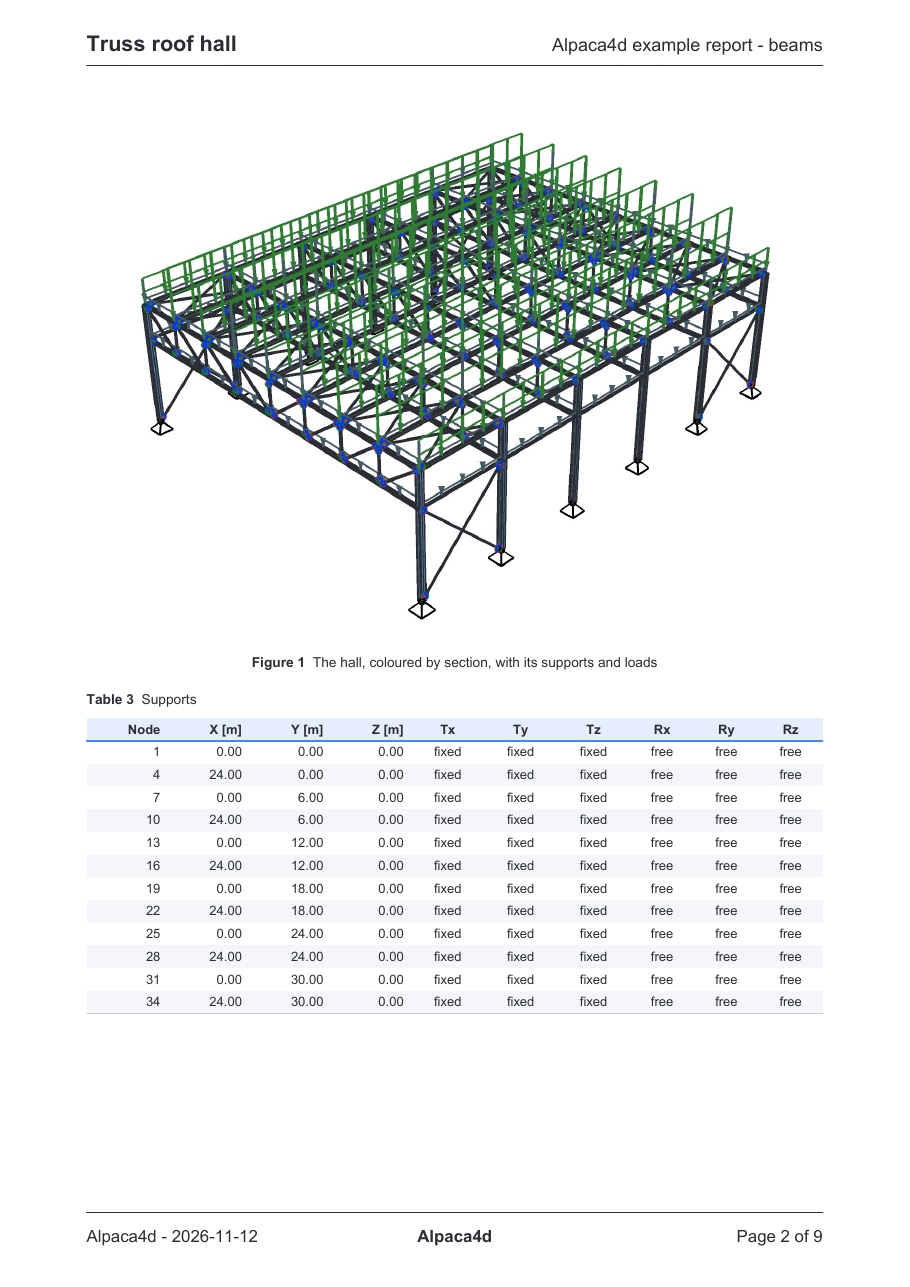 Truss roof hall Alpaca4d example report - beams
Figure 1 The hall, coloured by section, with its supports and loads
Table 3 Supports
Node X [m] Y [m] Z [m] Tx Ty Tz Rx Ry Rz
1 0.00 0.00 0.00 fixed fixed fixed free free free
4 24.00 0.00 0.00 fixed fixed fixed free free free
7 0.00 6.00 0.00 fixed fixed fixed free free free
10 24.00 6.00 0.00 fixed fixed fixed free free free
13 0.00 12.00 0.00 fixed fixed fixed free free free
16 24.00 12.00 0.00 fixed fixed fixed free free free
19 0.00 18.00 0.00 fixed fixed fixed free free free
22 24.00 18.00 0.00 fixed fixed fixed free free free
25 0.00 24.00 0.00 fixed fixed fixed free free free
28 24.00 24.00 0.00 fixed fixed fixed free free free
31 0.00 30.00 0.00 fixed fixed fixed free free free
34 24.00 30.00 0.00 fixed fixed fixed free free free
Alpaca4d - 2026-11-12 Alpaca4d Page 2 of 9